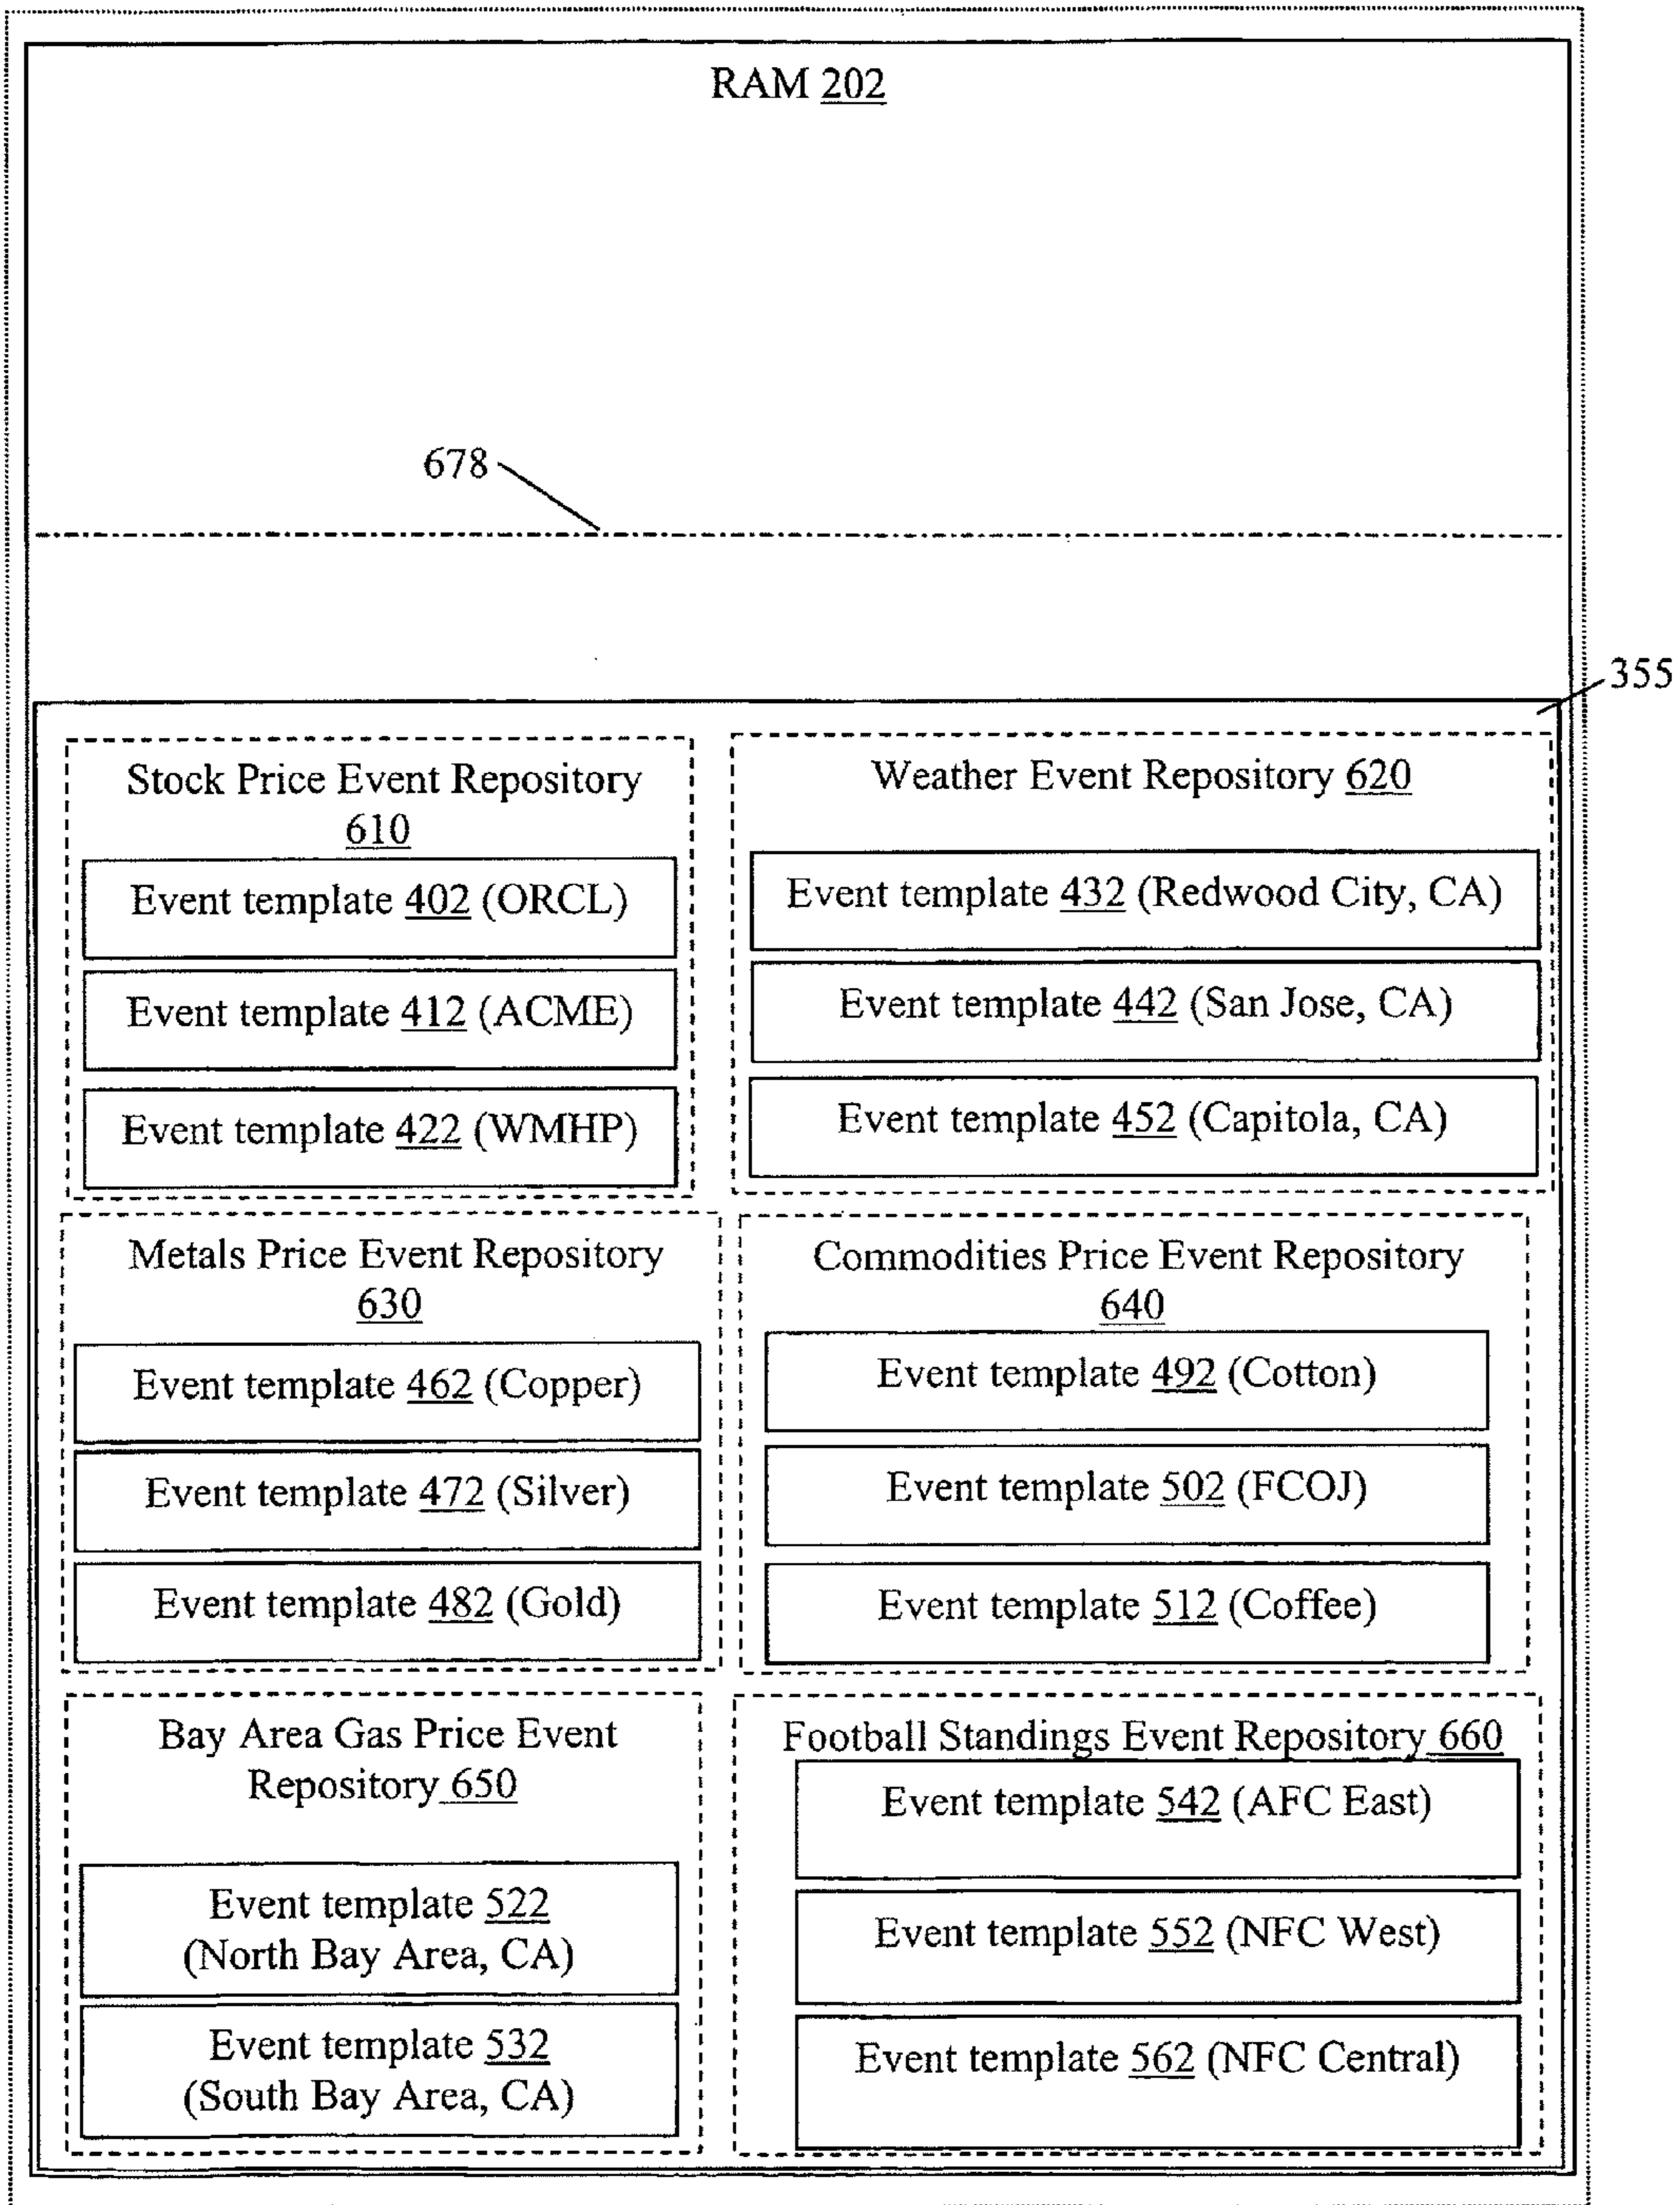 RAM 202
678
355
Stock Price Event Repository
610
Event template 402 (ORCL)
Event template 412 (ACME)
Event template 422 (WMHP)
Weather Event Repository 620
Event template 432 (Redwood City, CA)
Event template 442 (San Jose, CA)
Event template 452 (Capitola, CA)
Metals Price Event Repository
630
Event template 462 (Copper)
Event template 472 (Silver)
Event template 482 (Gold)
Commodities Price Event Repository
640
Event template 492 (Cotton)
Event template 502 (FCOJ)
Event template 512 (Coffee)
Bay Area Gas Price Event
Repository 650
Event template 522
(North Bay Area, CA)
Event template 532
(South Bay Area, CA)
Football Standings Event Repository 660
Event template 542 (AFC East)
Event template 552 (NFC West)
Event template 562 (NFC Central)